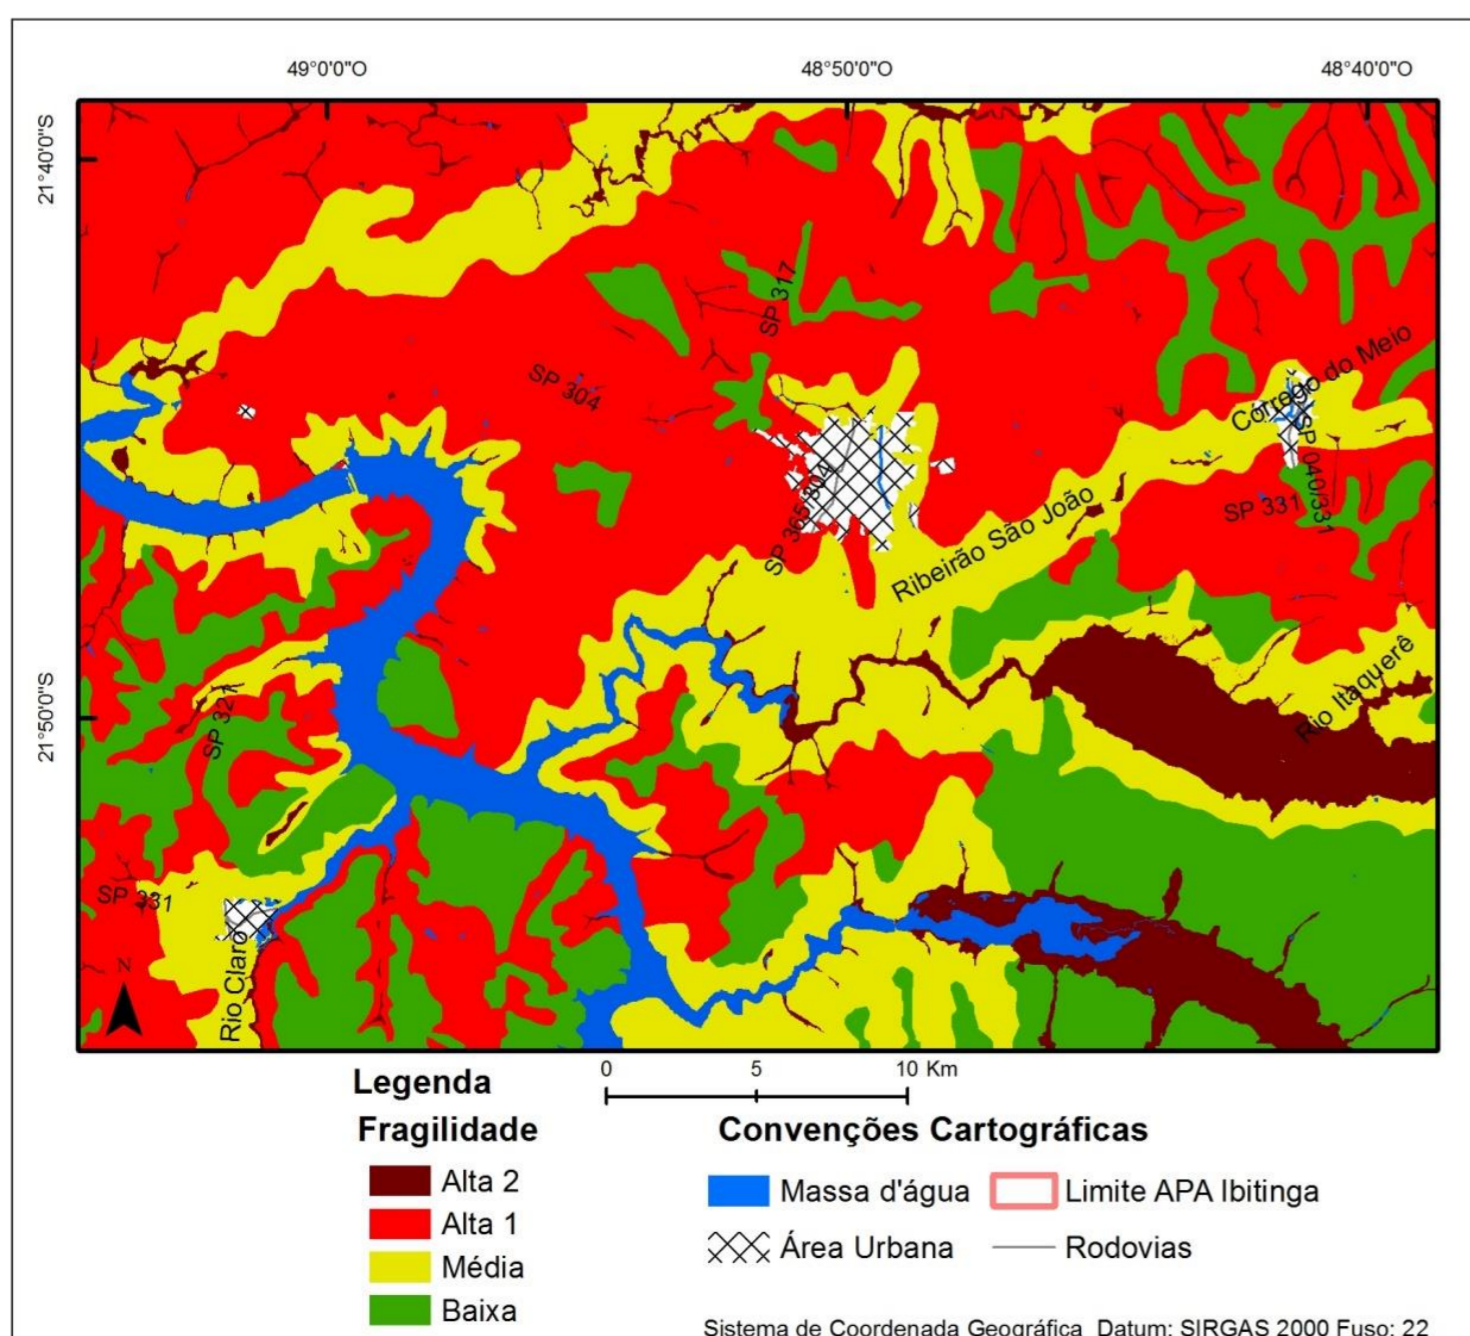 49°0'0"O 48°50'0"O 48°40'0"O
21°40'0"S
SP 317
SP 304
Córrego do Meio
SP 040/331
SP 331
SP 365/304
Ribeirão São João
21°50'0"S
SP 321
Rio Itaquerê
SP 331
Rio Claro
N
0 5 10 Km
Legenda
Fragilidade
Alta 2
Alta 1
Média
Baixa
Convenções Cartográficas
Massa d'água
Limite APA Ibitinga
Área Urbana
Rodovias
Sistema de Coordenada Geográfica Datum: SIRGAS 2000 Fuso: 22